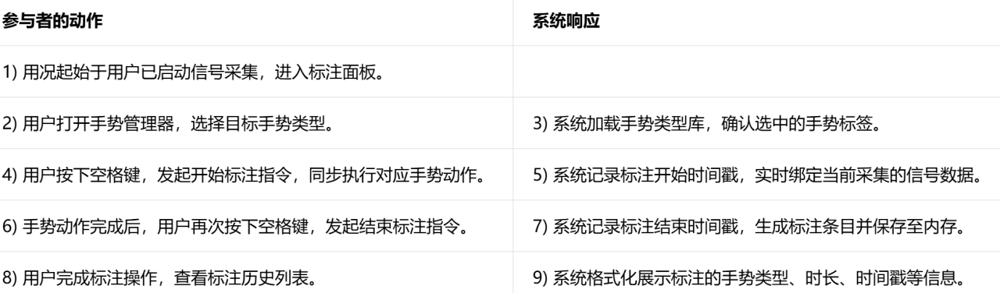 参与者的动作 系统响应
1) 用况起始于用户已启动信号采集，进入标注面板。
2) 用户打开手势管理器，选择目标手势类型。 3) 系统加载手势类型库，确认选中的手势标签。
4) 用户按下空格键，发起开始标注指令，同步执行对应手势动作。 5) 系统记录标注开始时间戳，实时绑定当前采集的信号数据。
6) 手势动作完成后，用户再次按下空格键，发起结束标注指令。 7) 系统记录标注结束时间戳，生成标注条目并保存至内存。
8) 用户完成标注操作，查看标注历史列表。 9) 系统格式化展示标注的手势类型、时长、时间戳等信息。